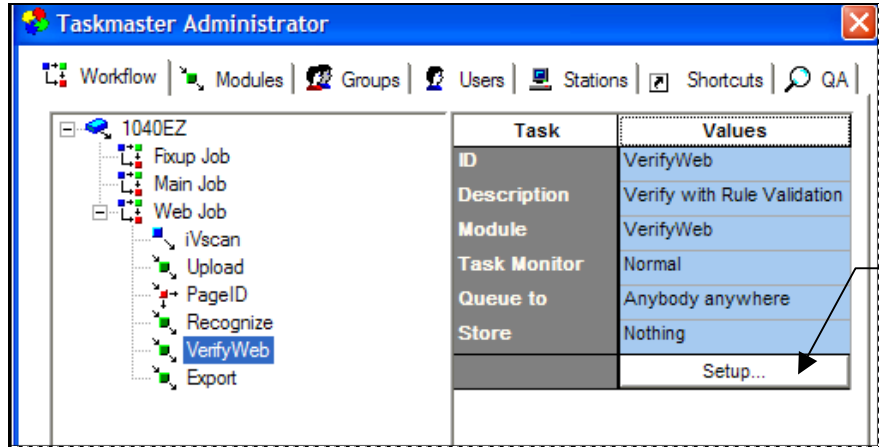 Taskmaster Administrator
Workflow Modules Groups Users Stations Shortcuts QA
1040EZ
Fixup Job
Main Job
Web Job
iVscan
Upload
PageID
Recognize
VerifyWeb
Export
Task Values
ID VerifyWeb
Description Verify with Rule Validation
Module VerifyWeb
Task Monitor Normal
Queue to Anybody anywhere
Store Nothing
Setup...